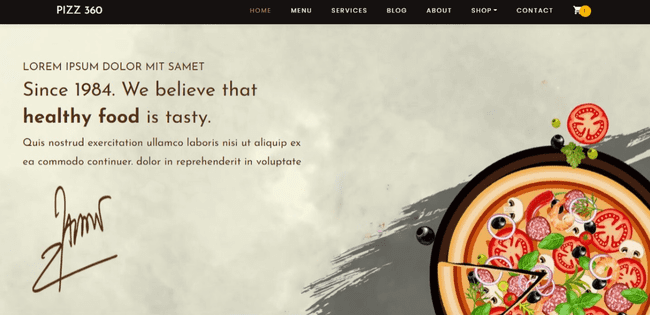 PIZZ 360
HOME MENU SERVICES BLOG ABOUT SHOP CONTACT
LOREM IPSUM DOLOR MIT SAMET
Since 1984. We believe that
healthy food is tasty.
Quis nostrud exercitation ullamco laboris nisi ut aliquip ex
ea commodo continuer. dolor in reprehenderit in voluptate